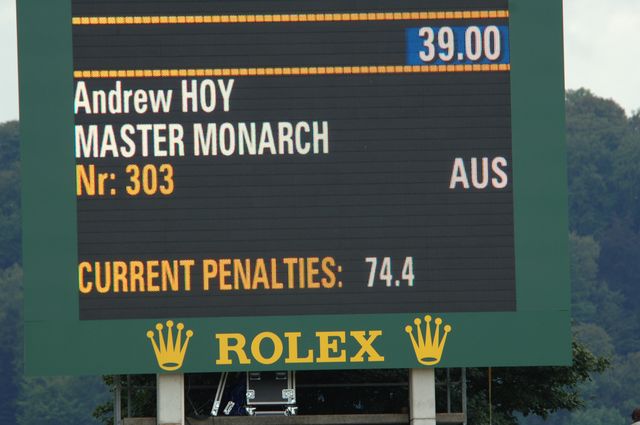 39.00
Andrew HOY
MASTER MONARCH
Nr: 303 AUS
CURRENT PENALTIES: 74.4
ROLEX